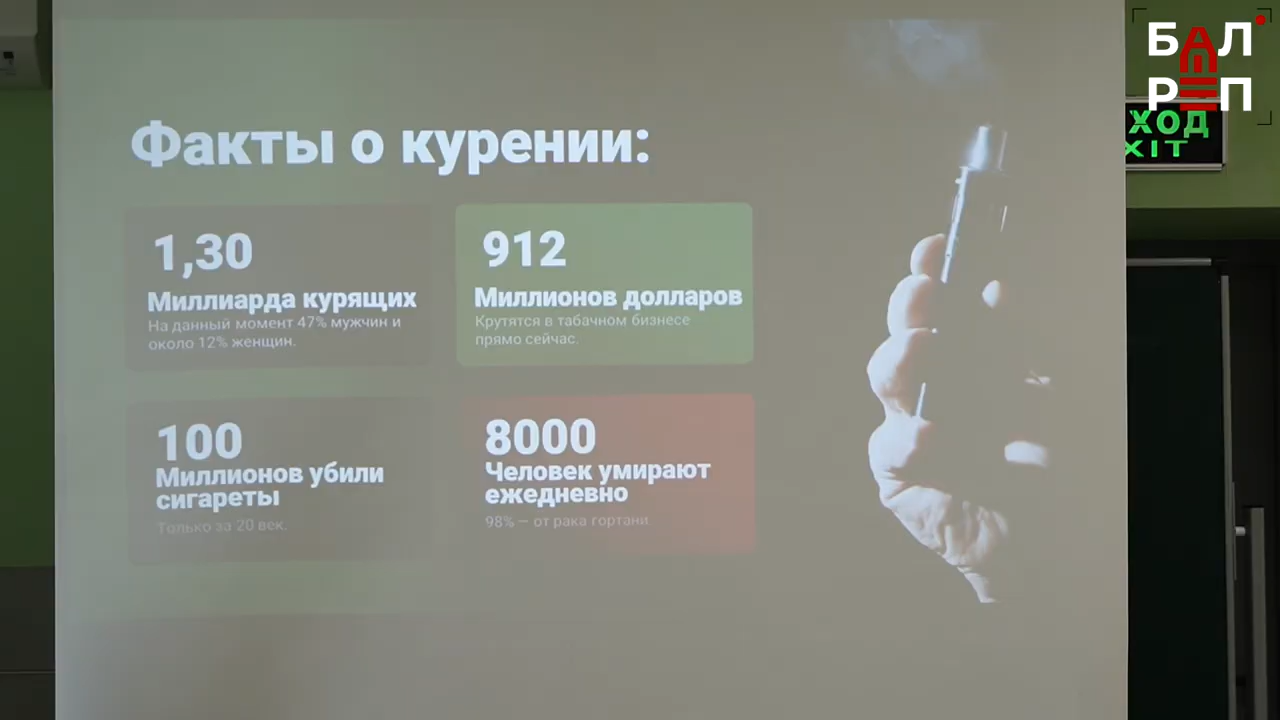 Факты о курении:
1,30
Миллиарда курящих
На данный момент 47% мужчин и
около 12% женщин.
912
Миллионов долларов
Крутятся в табачном бизнесе
прямо сейчас.
100
Миллионов убили
сигареты
Только за 20 век.
8000
Человек умирают
ежедневно
98% — от рака гортани.
БАЛ
РЕП
ХОД
XIT